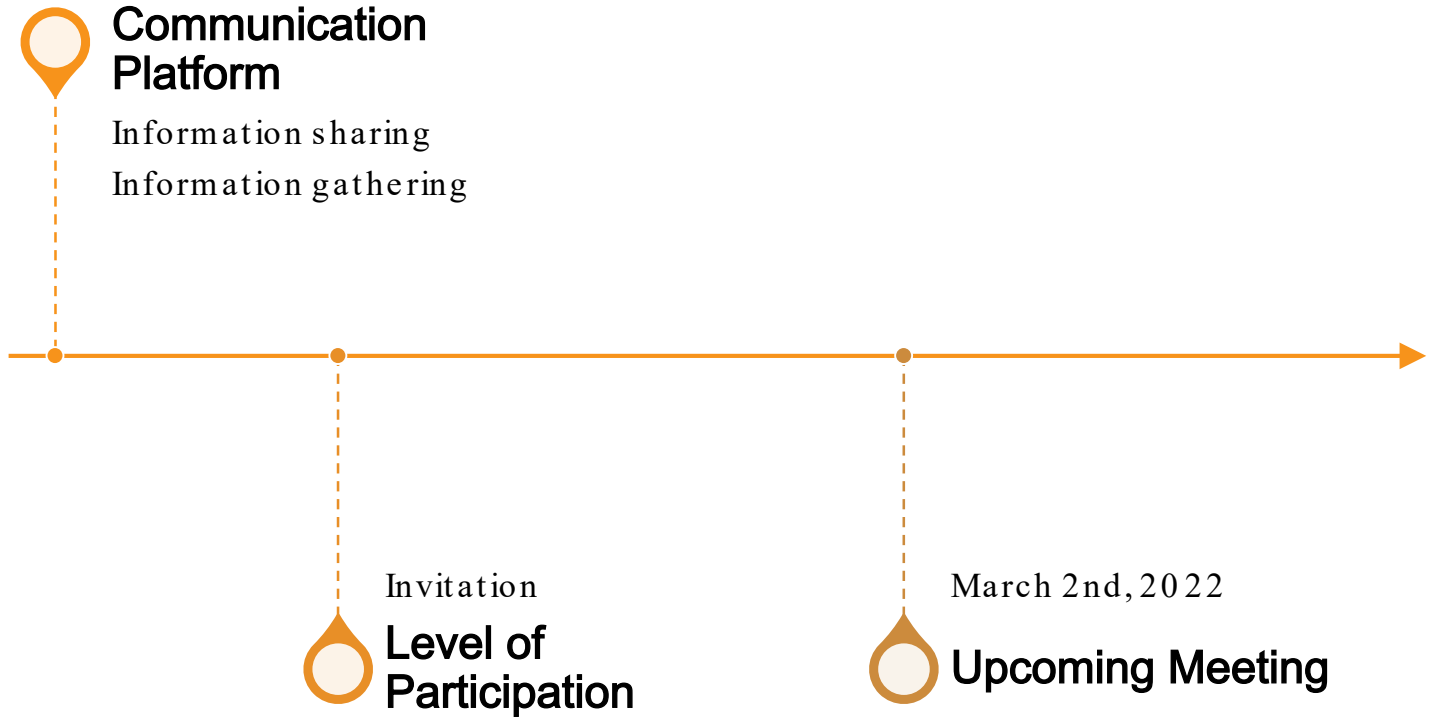 Communication
Platform
Information sharing
Information gathering
Invitation
Level of
Participation
March 2nd, 2022
Upcoming Meeting